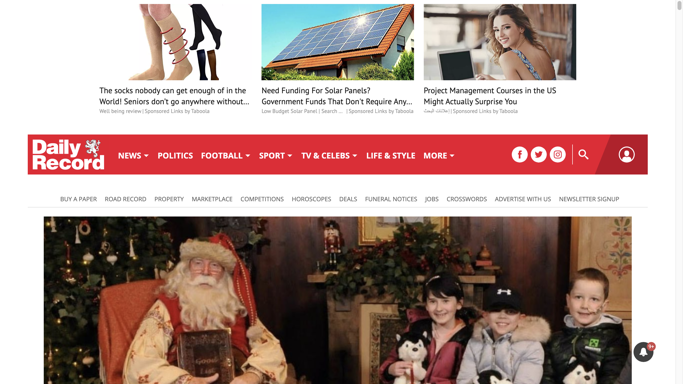 The socks nobody can get enough of in the
World! Seniors don't go anywhere without...
Well being review | Sponsored Links by Taboola
Need Funding For Solar Panels?
Government Funds That Don't Require Any...
Low Budget Solar Panel | Search ... | Sponsored Links by Taboola
Project Management Courses in the US
Might Actually Surprise You
| Sponsored Links by Taboola
Daily
Record
NEWS
POLITICS
FOOTBALL
SPORT
TV & CELEBS
LIFE & STYLE
MORE
BUY A PAPER
ROAD RECORD
PROPERTY
MARKETPLACE
COMPETITIONS
HOROSCOPES
DEALS
FUNERAL NOTICES
JOBS
CROSSWORDS
ADVERTISE WITH US
NEWSLETTER SIGNUP
9+